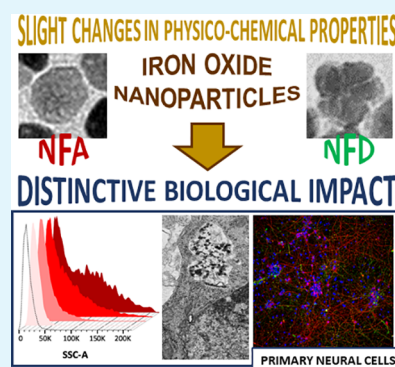 SLIGHT CHANGES IN PHYSICO-CHEMICAL PROPERTIES
IRON OXIDE
NANOPARTICLES
NFA
NFD
DISTINCTIVE BIOLOGICAL IMPACT
0 50K 100K 150K 200K
SSC-A
PRIMARY NEURAL CELLS